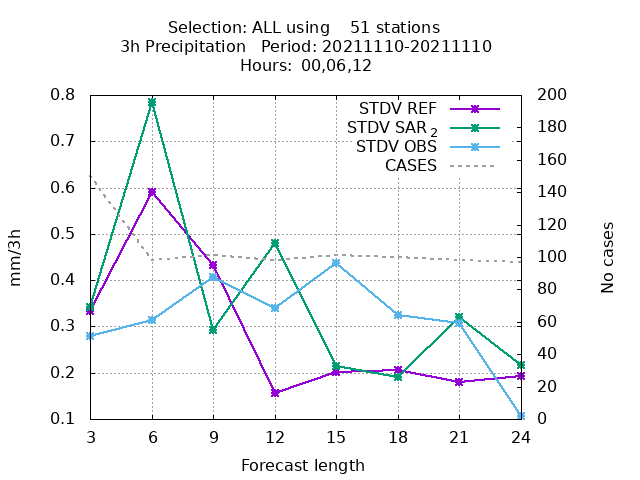 Selection: ALL using    51 stations
3h Precipitation   Period: 20211110-20211110
Hours:  00,06,12
STDV REF
STDV SAR 2
STDV OBS
CASES
0.8
0.7
0.6
0.5
0.4
0.3
0.2
0.1
200
180
160
140
120
100
80
60
40
20
0
3 6 9 12 15 18 21 24
mm/3h
No cases
Forecast length